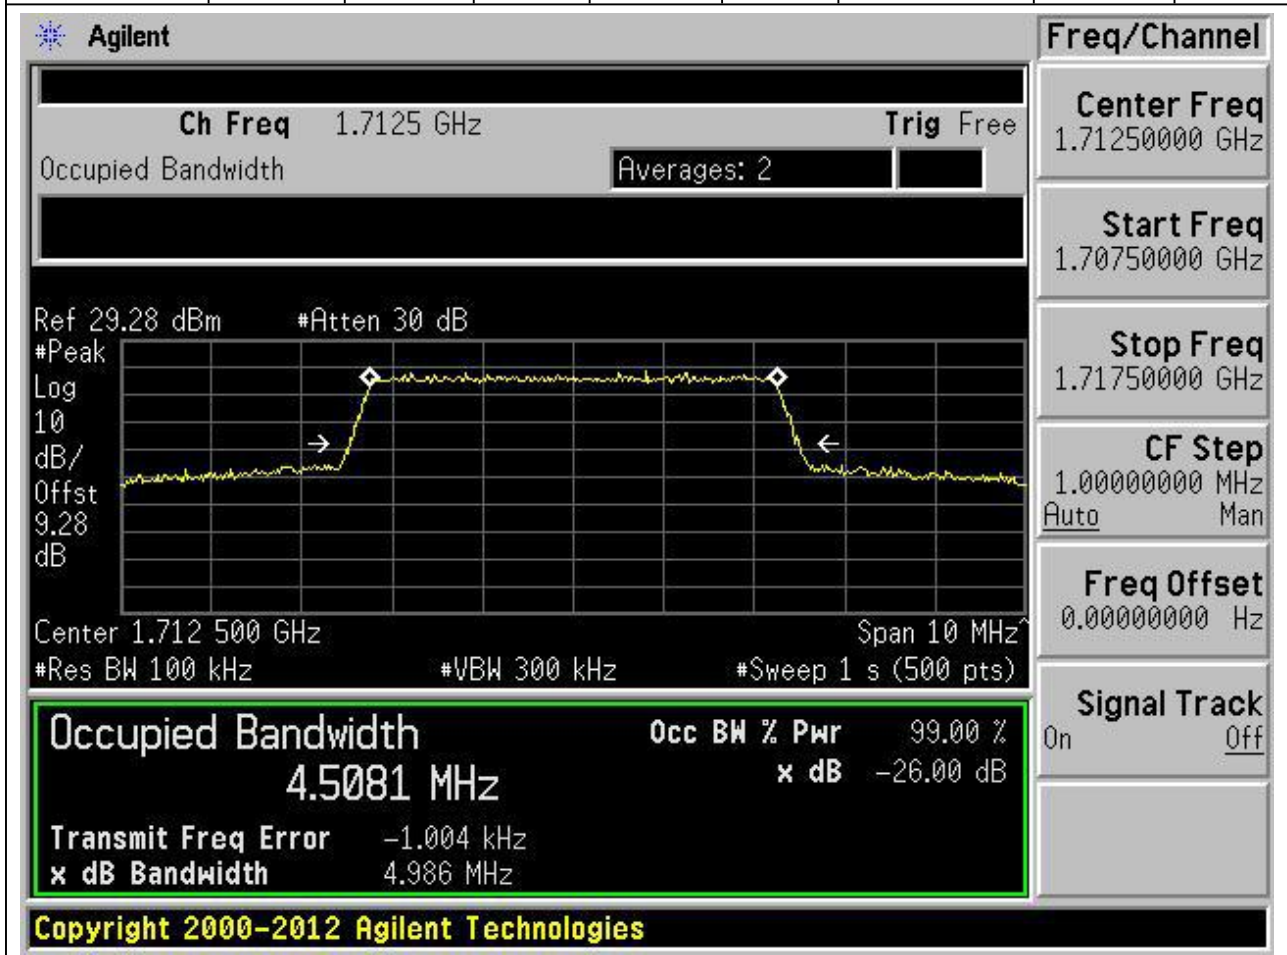 Agilent
Freq/Channel
Ch Freq 1.7125 GHz Trig Free
Occupied Bandwidth Averages: 2
Center Freq
1.71250000 GHz
Start Freq
1.70750000 GHz
Stop Freq
1.71750000 GHz
CF Step
1.00000000 MHz
Auto Man
Freq Offset
0.00000000 Hz
Signal Track
On Off
Ref 29.28 dBm #Atten 30 dB
#Peak
Log
10
dB/
Offst
9.28
dB
Center 1.712 500 GHz Span 10 MHz^
#Res BW 100 kHz #VBW 300 kHz #Sweep 1 s (500 pts)
Occupied Bandwidth Occ BW % Pwr 99.00 %
4.5081 MHz x dB -26.00 dB
Transmit Freq Error -1.004 kHz
x dB Bandwidth 4.986 MHz
Copyright 2000-2012 Agilent Technologies